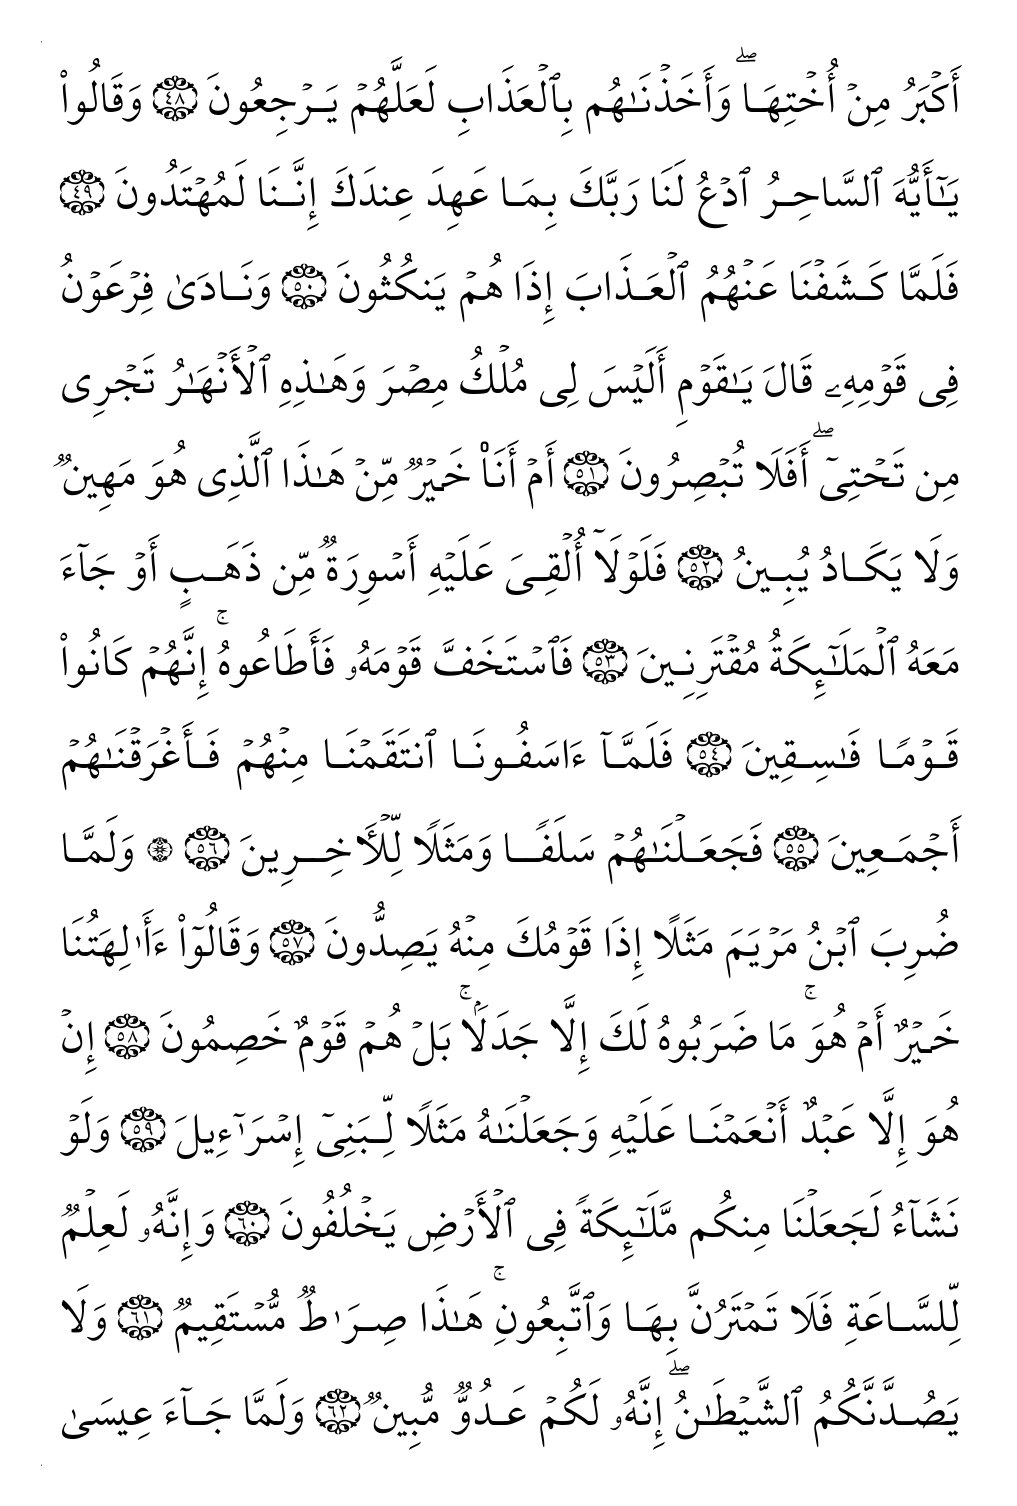 أَكْبَرُ مِنْ أُخْتِهَا ۖ وَأَخَذْنَٰهُم بِٱلْعَذَابِ لَعَلَّهُمْ يَرْجِعُونَ ٤٨ وَقَالُوا۟
يَٰٓأَيُّهَ ٱلسَّاحِرُ ٱدْعُ لَنَا رَبَّكَ بِمَا عَهِدَ عِندَكَ إِنَّنَا لَمُهْتَدُونَ ٤٩
فَلَمَّا كَشَفْنَا عَنْهُمُ ٱلْعَذَابَ إِذَا هُمْ يَنكُثُونَ ٥٠ وَنَادَىٰ فِرْعَوْنُ
فِى قَوْمِهِۦ قَالَ يَٰقَوْمِ أَلَيْسَ لِى مُلْكُ مِصْرَ وَهَٰذِهِ ٱلْأَنْهَٰرُ تَجْرِى
مِن تَحْتِىٓ ۖ أَفَلَا تُبْصِرُونَ ٥١ أَمْ أَنَا۠ خَيْرٌ مِّنْ هَٰذَا ٱلَّذِى هُوَ مَهِينٌ
وَلَا يَكَادُ يُبِينُ ٥٢ فَلَوْلَآ أُلْقِىَ عَلَيْهِ أَسْوِرَةٌ مِّن ذَهَبٍ أَوْ جَآءَ
مَعَهُ ٱلْمَلَٰٓئِكَةُ مُقْتَرِنِينَ ٥٣ فَٱسْتَخَفَّ قَوْمَهُۥ فَأَطَاعُوهُ ۚ إِنَّهُمْ كَانُوا۟
قَوْمًا فَٰسِقِينَ ٥٤ فَلَمَّآ ءَاسَفُونَا ٱنتَقَمْنَا مِنْهُمْ فَأَغْرَقْنَٰهُمْ
أَجْمَعِينَ ٥٥ فَجَعَلْنَٰهُمْ سَلَفًا وَمَثَلًا لِّلْـَٔاخِرِينَ ٥٦ ۞ وَلَمَّا
ضُرِبَ ٱبْنُ مَرْيَمَ مَثَلًا إِذَا قَوْمُكَ مِنْهُ يَصِدُّونَ ٥٧ وَقَالُوٓا۟ ءَأَٰلِهَتُنَا
خَيْرٌ أَمْ هُوَ ۚ مَا ضَرَبُوهُ لَكَ إِلَّا جَدَلًۢا ۚ بَلْ هُمْ قَوْمٌ خَصِمُونَ ٥٨ إِنْ
هُوَ إِلَّا عَبْدٌ أَنْعَمْنَا عَلَيْهِ وَجَعَلْنَٰهُ مَثَلًا لِّبَنِىٓ إِسْرَٰٓءِيلَ ٥٩ وَلَوْ
نَشَآءُ لَجَعَلْنَا مِنكُم مَّلَٰٓئِكَةً فِى ٱلْأَرْضِ يَخْلُفُونَ ٦٠ وَإِنَّهُۥ لَعِلْمٌ
لِّلسَّاعَةِ فَلَا تَمْتَرُنَّ بِهَا وَٱتَّبِعُونِ ۚ هَٰذَا صِرَٰطٌ مُّسْتَقِيمٌ ٦١ وَلَا
يَصُدَّنَّكُمُ ٱلشَّيْطَٰنُ ۖ إِنَّهُۥ لَكُمْ عَدُوٌّ مُّبِينٌ ٦٢ وَلَمَّا جَآءَ عِيسَىٰ